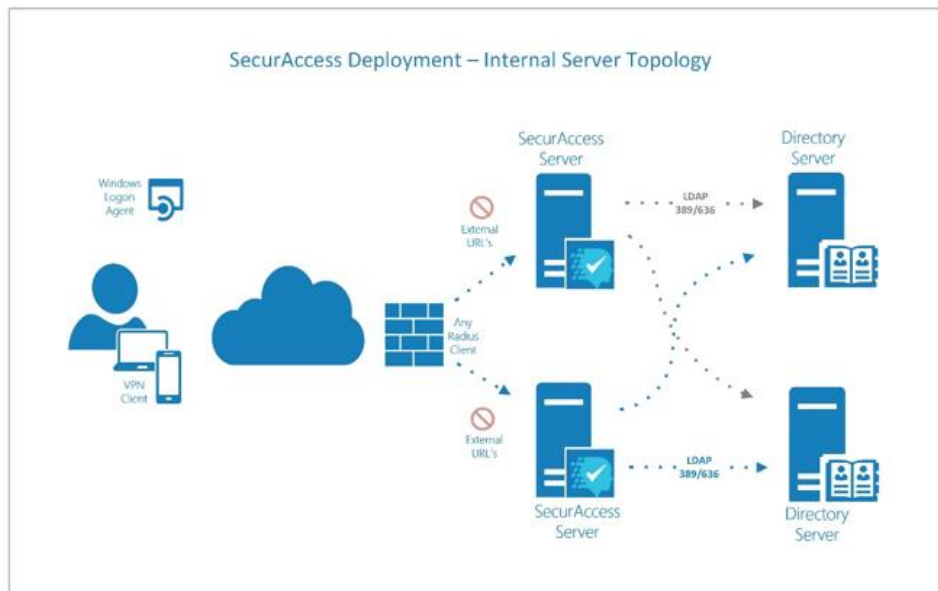 SecurAccess Deployment – Internal Server Topology
Windows
Logon
Agent
VPN
Client
Any
Radius
Client
External
URL's
External
URL's
SecurAccess
Server
LDAP
389/636
Directory
Server
LDAP
389/636
SecurAccess
Server
Directory
Server